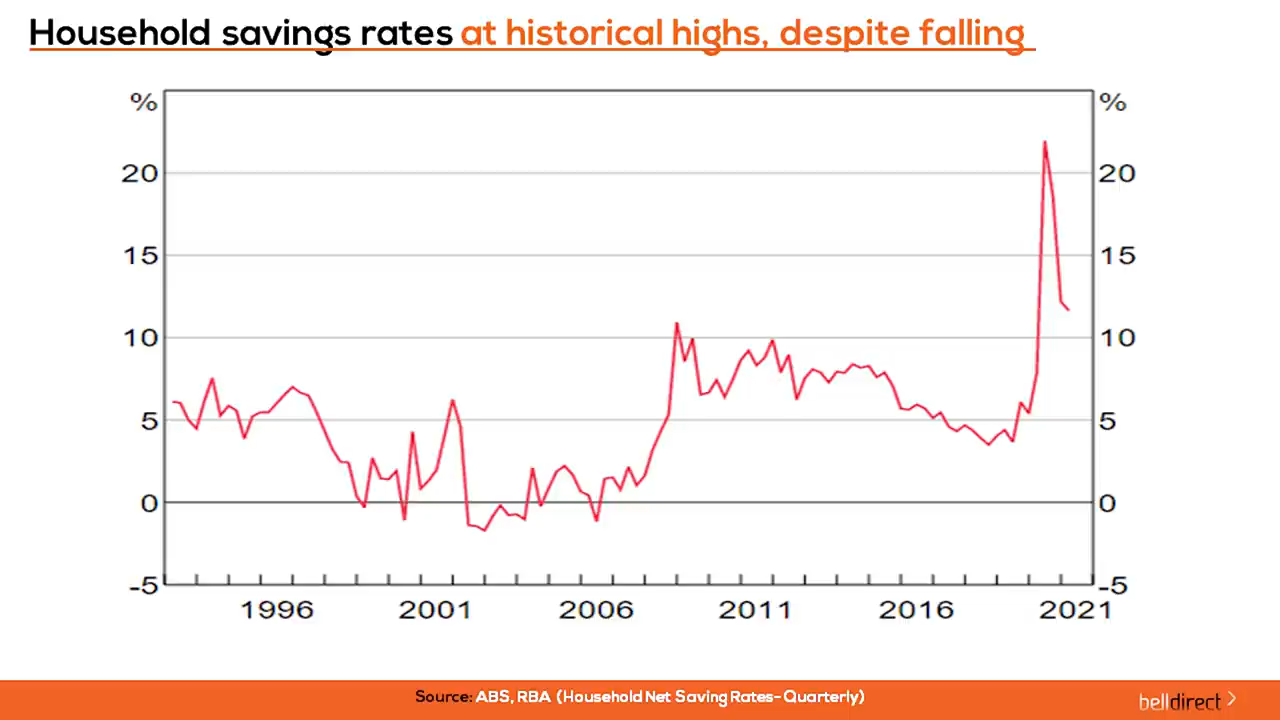 Household savings rates at historical highs, despite falling
% %
20 20
15 15
10 10
5 5
0 0
-5 -5
1996 2001 2006 2011 2016 2021
Source: ABS, RBA (Household Net Saving Rates- Quarterly)
belldirect